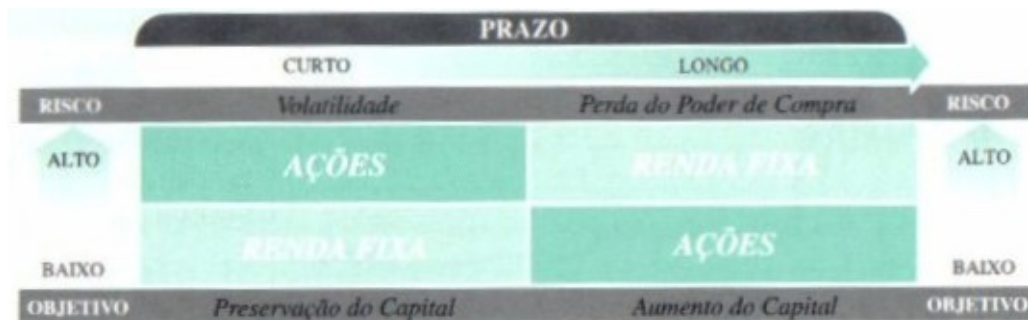 PRAZO
CURTO LONGO
RISCO Volatilidade Perda do Poder de Compra RISCO
ALTO AÇÕES RENDA FIXA ALTO
BAIXO RENDA FIXA AÇÕES BAIXO
OBJETIVO Preservação do Capital Aumento do Capital OBJETIVO